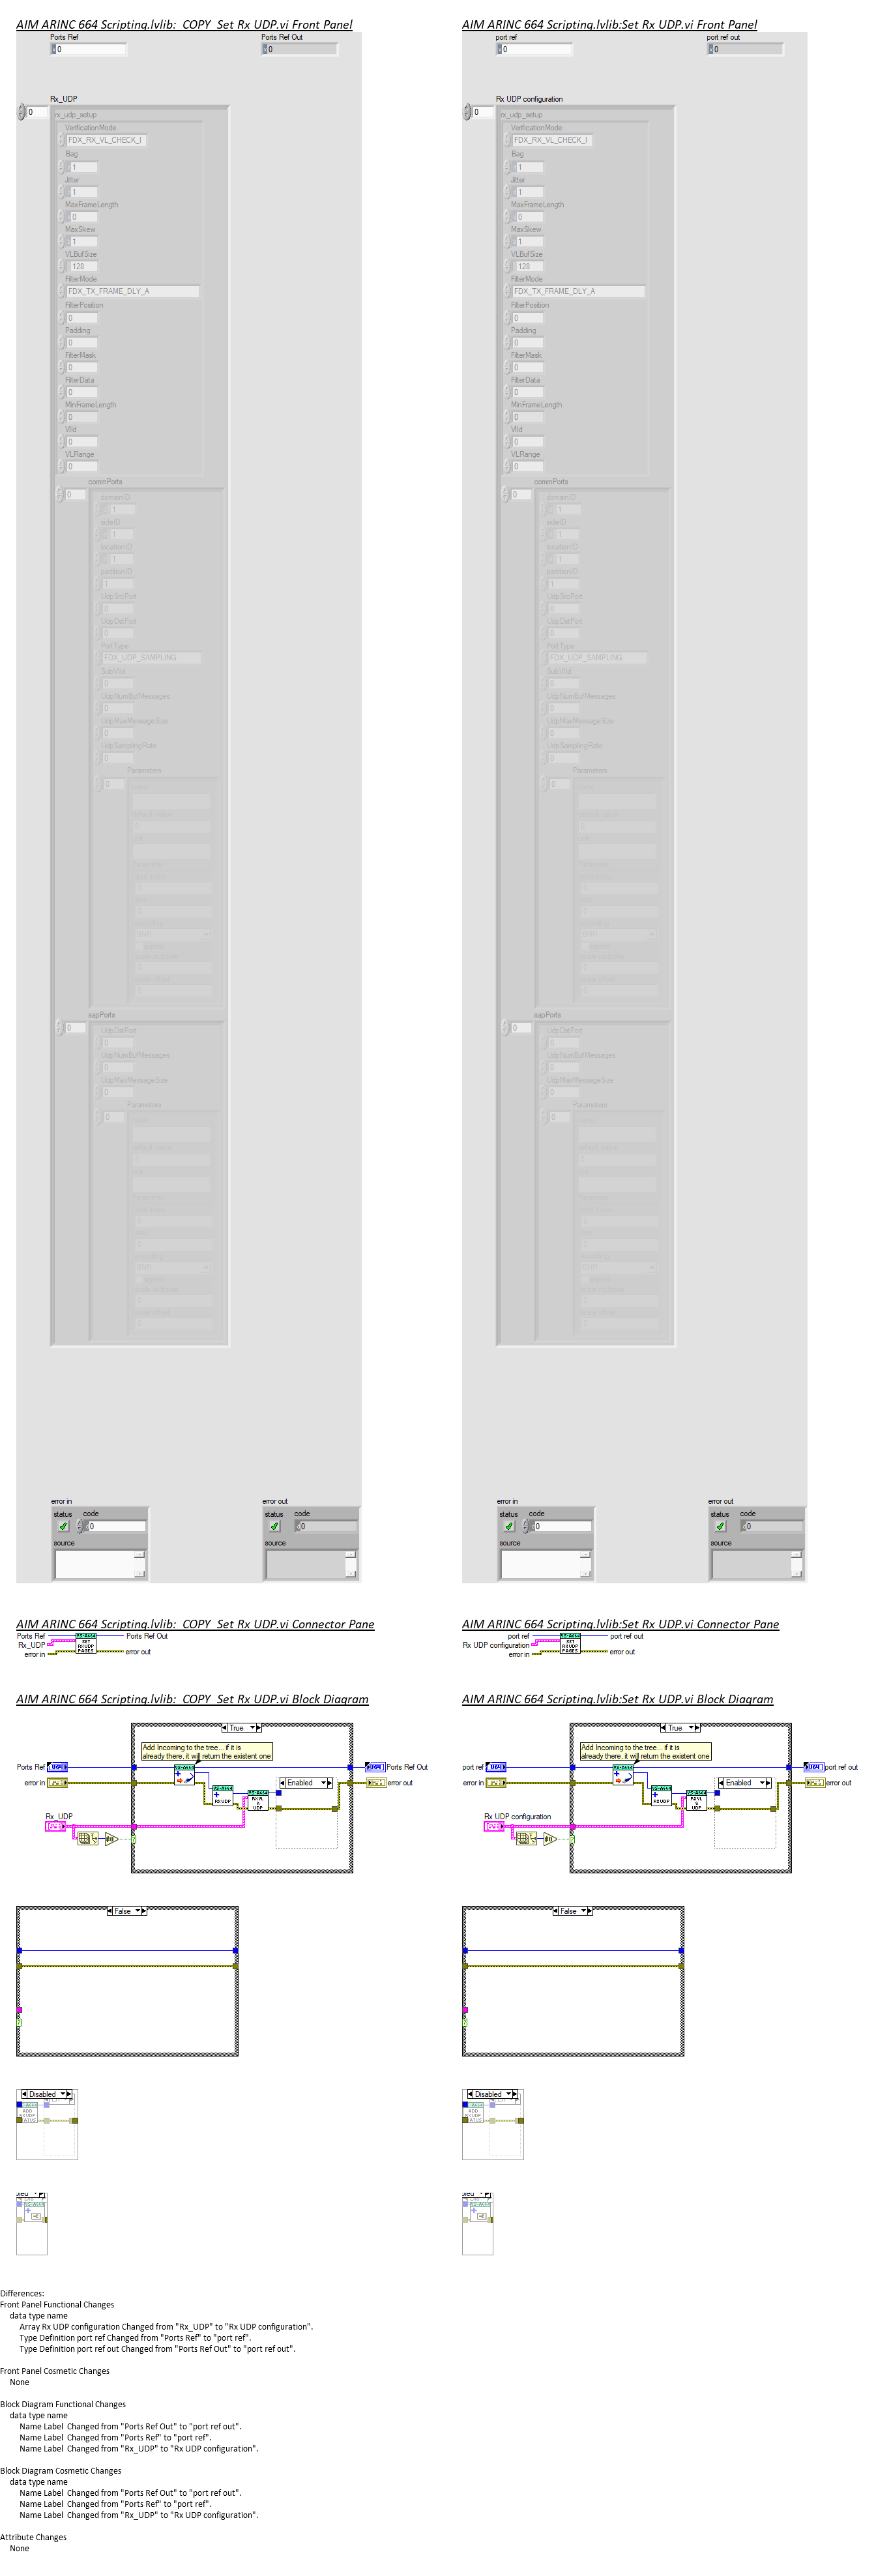 AIM ARINC 664 Scripting.lvlib:  COPY  Set Rx UDP.vi Front Panel
Ports Ref
0
Ports Ref Out
0
Rx_UDP
0
rx_udp_setup
VerificationMode
FDX_RX_VL_CHECK_I
Bag
1
Jitter
1
MaxFrameLength
0
MaxSkew
1
VLBufSize
128
FilterMode
FDX_TX_FRAME_DLY_A
FilterPosition
0
Padding
0
FilterMask
0
FilterData
0
MinFrameLength
0
VlId
0
VLRange
0
commPorts
0
domainID
1
sideID
1
locationID
1
partitionID
1
UdpSrcPort
0
UdpDstPort
0
PortType
FDX_UDP_SAMPLING
SubVlId
0
UdpNumBufMessages
0
UdpMaxMessageSize
0
UdpSamplingRate
0
Parameters
0
sapPorts
0
UdpDstPort
0
UdpNumBufMessages
0
UdpMaxMessageSize
0
Parameters
0
error in
status
code
0
source
error out
status
code
0
source
AIM ARINC 664 Scripting.lvlib:Set Rx UDP.vi Front Panel
port ref
0
port ref out
0
Rx UDP configuration
0
rx_udp_setup
VerificationMode
FDX_RX_VL_CHECK_I
Bag
1
Jitter
1
MaxFrameLength
0
MaxSkew
1
VLBufSize
128
FilterMode
FDX_TX_FRAME_DLY_A
FilterPosition
0
Padding
0
FilterMask
0
FilterData
0
MinFrameLength
0
VlId
0
VLRange
0
commPorts
0
domainID
1
sideID
1
locationID
1
partitionID
1
UdpSrcPort
0
UdpDstPort
0
PortType
FDX_UDP_SAMPLING
SubVlId
0
UdpNumBufMessages
0
UdpMaxMessageSize
0
UdpSamplingRate
0
Parameters
0
sapPorts
0
UdpDstPort
0
UdpNumBufMessages
0
UdpMaxMessageSize
0
Parameters
0
error in
status
code
0
source
error out
status
code
0
source
AIM ARINC 664 Scripting.lvlib:  COPY  Set Rx UDP.vi Connector Pane
Ports Ref
Rx_UDP
error in
SET
RX UDP
PAGES
Ports Ref Out
error out
AIM ARINC 664 Scripting.lvlib:Set Rx UDP.vi Connector Pane
port ref
Rx UDP configuration
error in
SET
RX UDP
PAGES
port ref out
error out
AIM ARINC 664 Scripting.lvlib:  COPY  Set Rx UDP.vi Block Diagram
True
Add Incoming to the tree... if it is
already there, it will return the existent one
Ports Ref
error in
Rx_UDP
RX UDP
Enabled
Ports Ref Out
error out
False
Disabled
ADD
AIM ARINC 664 Scripting.lvlib:Set Rx UDP.vi Block Diagram
True
Add Incoming to the tree... if it is
already there, it will return the existent one
port ref
error in
Rx UDP configuration
RX UDP
Enabled
port ref out
error out
False
Disabled
ADD
Differences:
Front Panel Functional Changes
data type name
Array Rx UDP configuration Changed from "Rx_UDP" to "Rx UDP configuration".
Type Definition port ref Changed from "Ports Ref" to "port ref".
Type Definition port ref out Changed from "Ports Ref Out" to "port ref out".
Front Panel Cosmetic Changes
None
Block Diagram Functional Changes
data type name
Name Label  Changed from "Ports Ref Out" to "port ref out".
Name Label  Changed from "Ports Ref" to "port ref".
Name Label  Changed from "Rx_UDP" to "Rx UDP configuration".
Block Diagram Cosmetic Changes
data type name
Name Label  Changed from "Ports Ref Out" to "port ref out".
Name Label  Changed from "Ports Ref" to "port ref".
Name Label  Changed from "Rx_UDP" to "Rx UDP configuration".
Attribute Changes
None